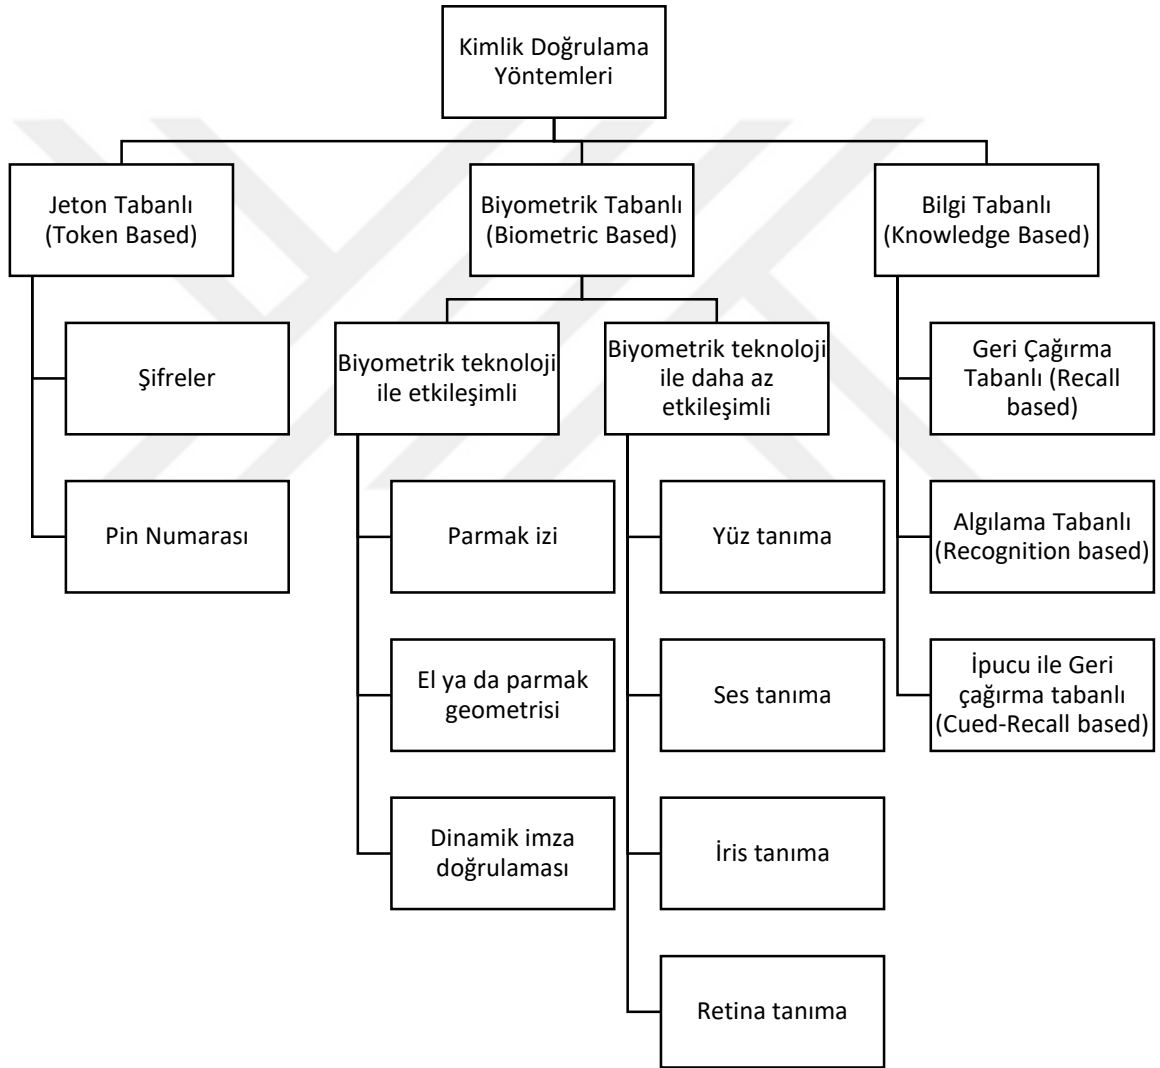 Kimlik Doğrulama
Yöntemleri
Jeton Tabanlı
(Token Based)
Şifreler
Pin Numarası
Biyometrik Tabanlı
(Biometric Based)
Biyometrik teknoloji
ile etkileşimli
Parmak izi
El ya da parmak
geometrisi
Dinamik imza
doğrulaması
Biyometrik teknoloji
ile daha az
etkileşimli
Yüz tanıma
Ses tanıma
İris tanıma
Retina tanıma
Bilgi Tabanlı
(Knowledge Based)
Geri Çağırma
Tabanlı (Recall
based)
Algılama Tabanlı
(Recognition based)
İpucu ile Geri
çağırma tabanlı
(Cued-Recall based)